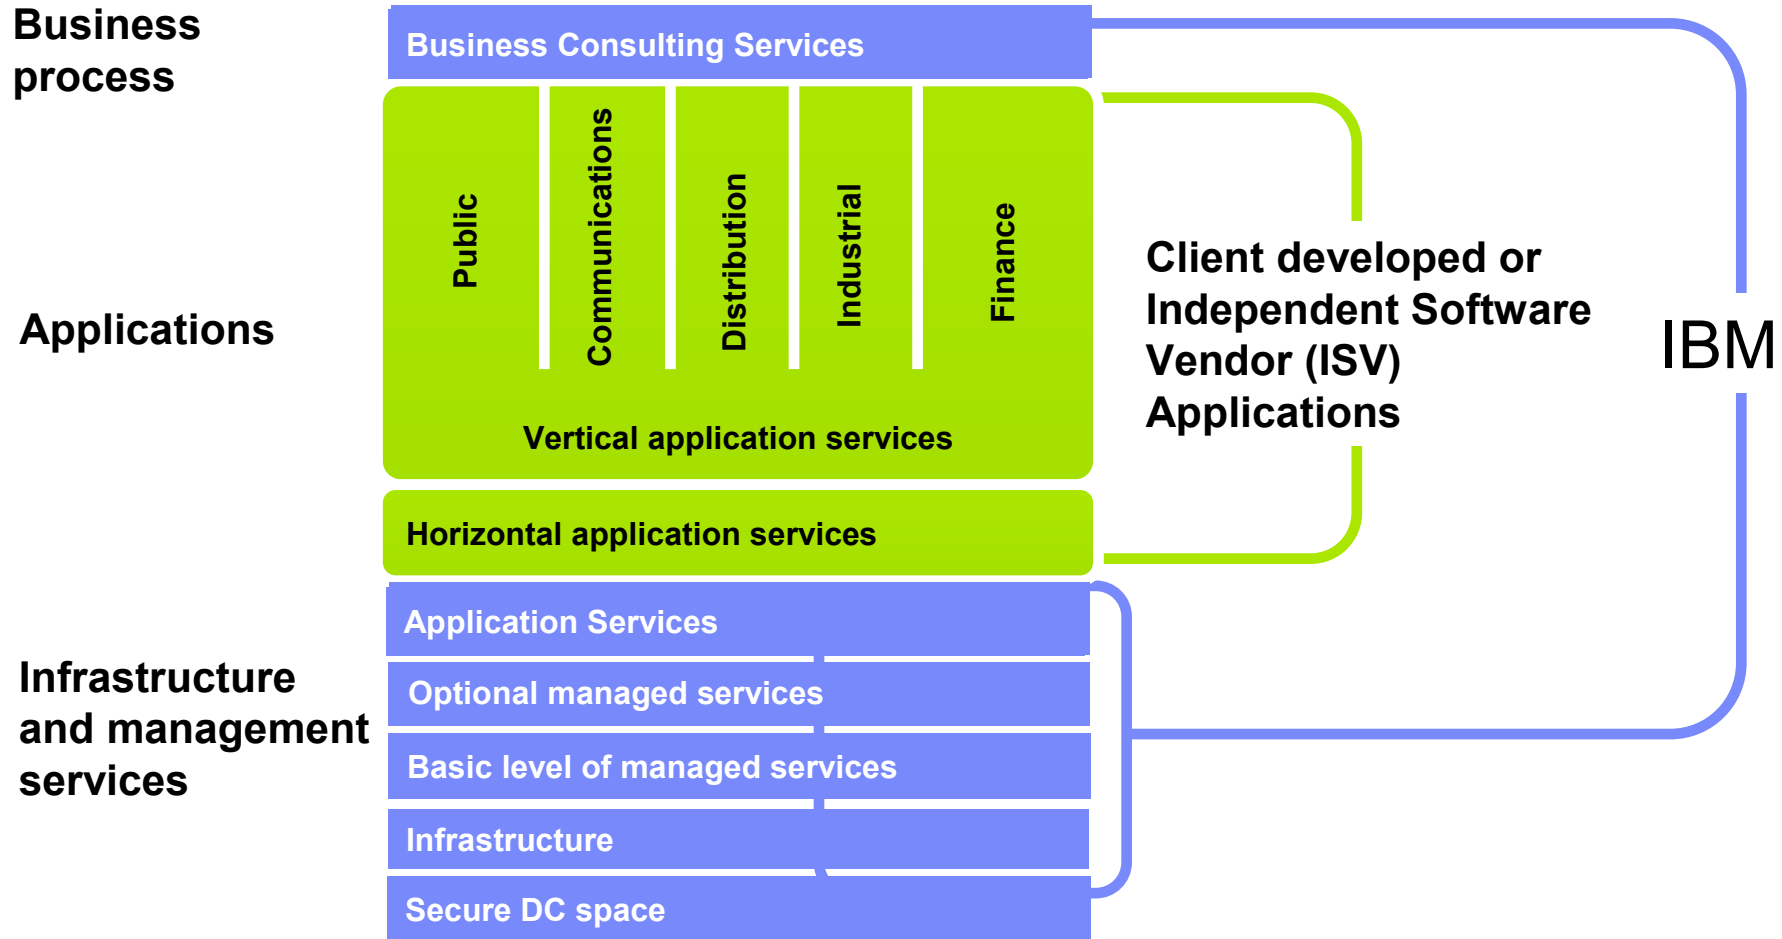 Business
process
Business Consulting Services
Applications
Public
Communications
Distribution
Industrial
Finance
Vertical application services
Horizontal application services
Client developed or
Independent Software
Vendor (ISV)
Applications
IBM
Infrastructure
and management
services
Application Services
Optional managed services
Basic level of managed services
Infrastructure
Secure DC space